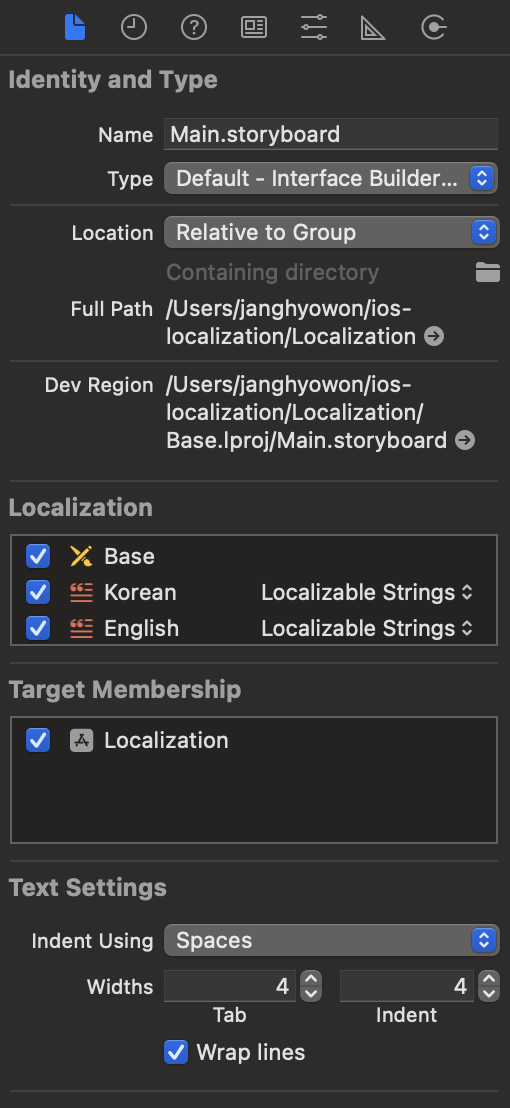 Identity and Type
Name Main.storyboard
Type Default - Interface Builder...
Location Relative to Group
Containing directory
Full Path /Users/janghyowon/ios-
localization/Localization
Dev Region /Users/janghyowon/ios-
localization/Localization/
Base.lproj/Main.storyboard
Localization
Base
Korean Localizable Strings
English Localizable Strings
Target Membership
Localization
Text Settings
Indent Using Spaces
Widths 4 4
Tab Indent
Wrap lines